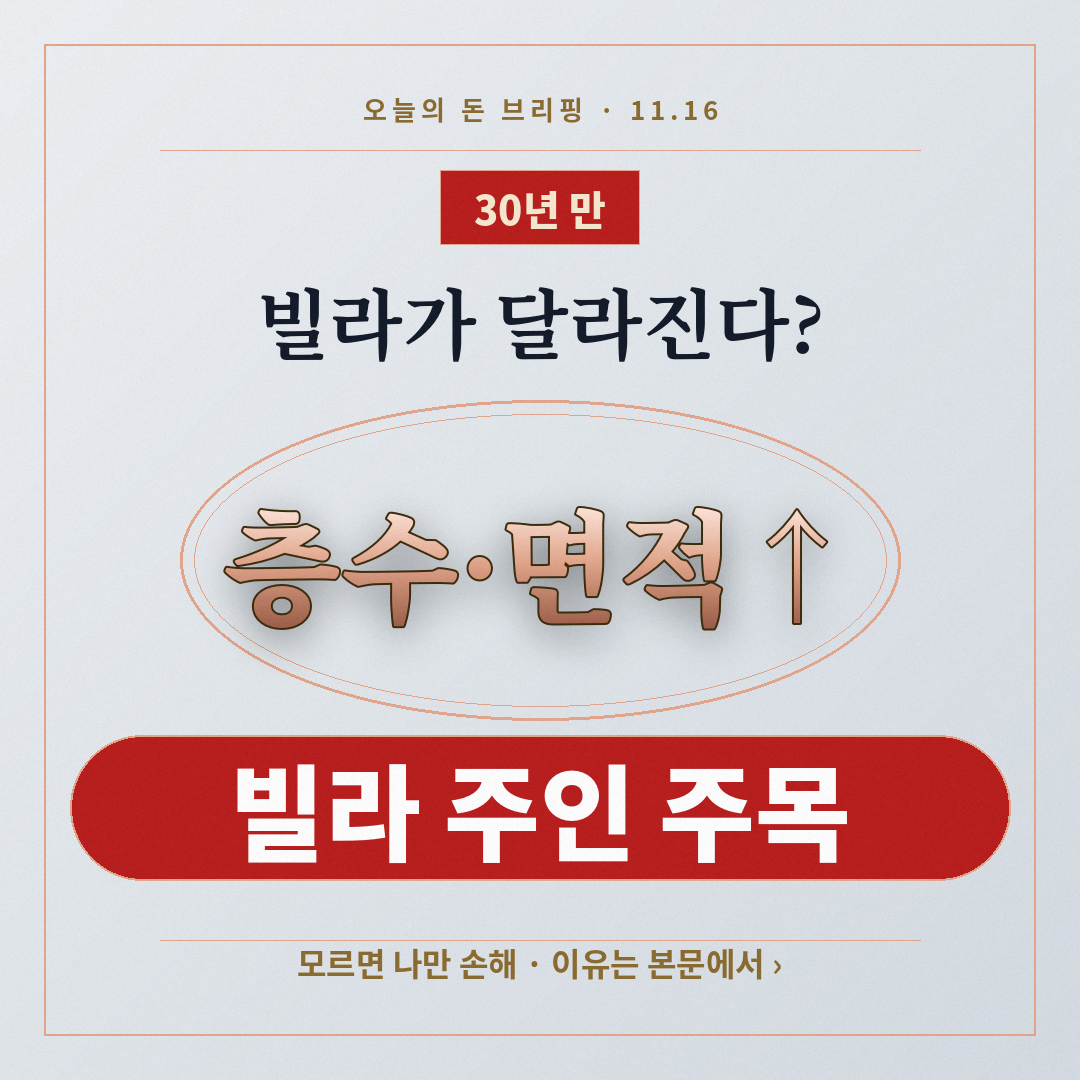 오늘의 돈 브리핑 · 11.16
30년 만
빌라가 달라진다?
층수·면적 ↑
빌라 주인 주목
모르면 나만 손해 · 이유는 본문에서 ›